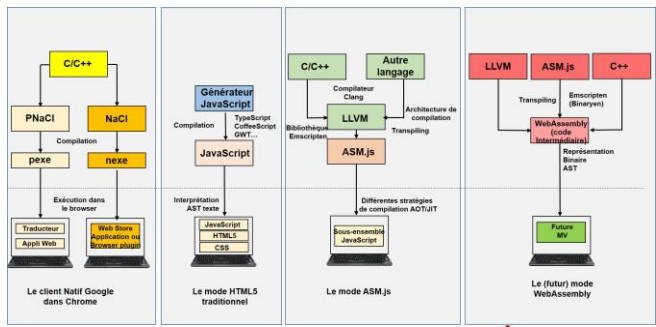 C/C++
PNaCl
NaCl
Compilation
pexe
nexe
Exécution dans
le browser
Traducteur
Appli Web
Web Store
Application ou
Browser plugin
Le client Natif Google
dans Chrome
Générateur
JavaScript
TypeScript
CoffeeScript
GWT...
Compilation
JavaScript
Interprétation
AST texte
JavaScript
HTML5
CSS
Le mode HTML5
traditionnel
C/C++
Autre
langage
Compilateur
Clang
Architecture de
compilation
LLVM
Bibliothèque
Emscripten
Transpiling
ASM.js
Différentes stratégies
de compilation AOT/JIT
Sous-ensemble
JavaScript
Le mode ASM.js
LLVM
ASM.js
C++
Transpiling
Emscripten
(Binaryen)
WebAssembly
(code
Intermédiaire)
Représentation
Binaire
AST
Future
MV
Le (futur) mode
WebAssembly